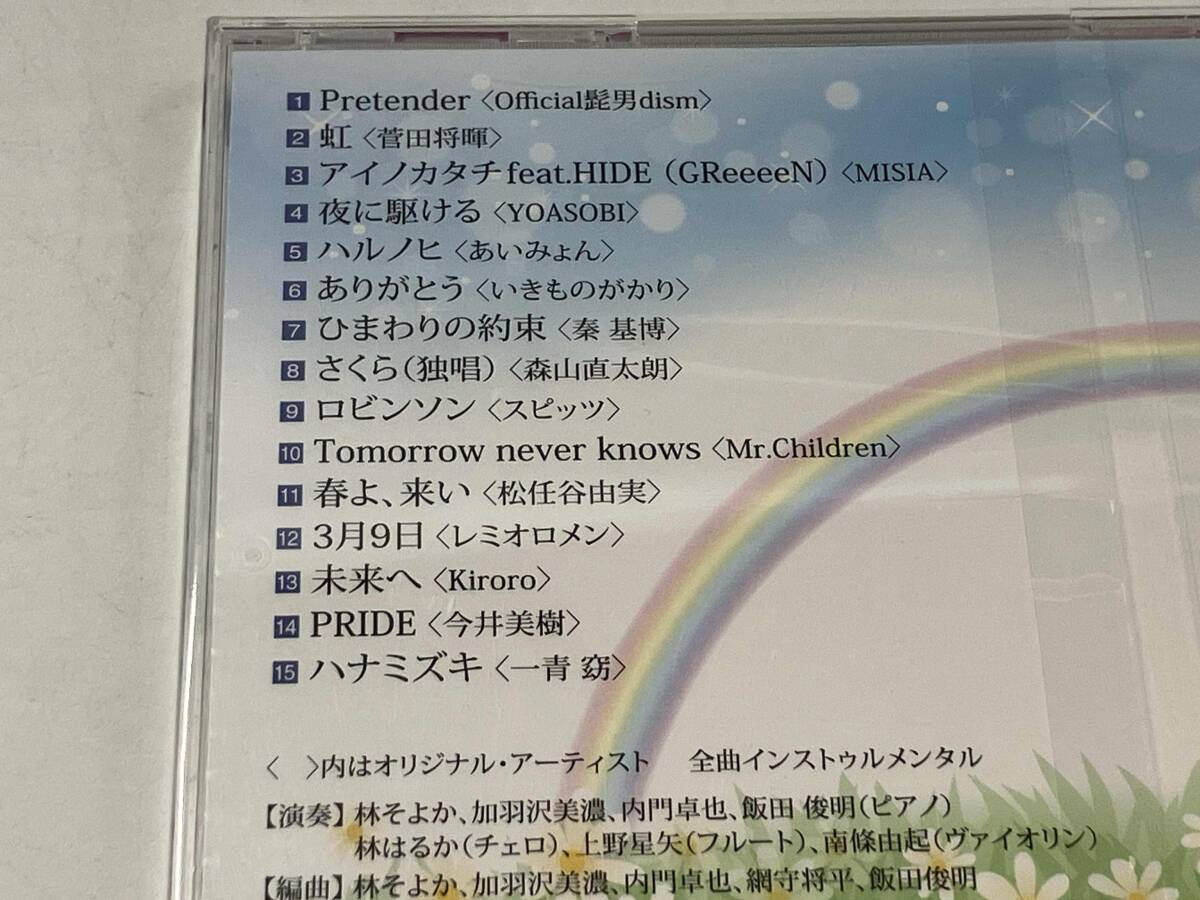 1 Pretender〈Official髭男dism〉
2 虹〈菅田将暉〉
3 アイノカタチfeat.HIDE（GReeeeN）〈MISIA〉
4 夜に駆ける〈YOASOBI〉
5 ハルノヒ〈あいみょん〉
6 ありがとう〈いきものがかり〉
7 ひまわりの約束〈秦 基博〉
8 さくら（独唱）〈森山直太朗〉
9 ロビンソン〈スピッツ〉
10 Tomorrow never knows〈Mr.Children〉
11 春よ、来い〈松任谷由実〉
12 3月9日〈レミオロメン〉
13 未来へ〈Kiroro〉
14 PRIDE〈今井美樹〉
15 ハナミズキ〈一青 窈〉
〈　〉内はオリジナル・アーティスト　全曲インストゥルメンタル
【演奏】林そよか、加羽沢美濃、内門卓也、飯田 俊明（ピアノ）
林はるか（チェロ）、上野星矢（フルート）、南條由起（ヴァイオリン）
【編曲】林そよか、加羽沢美濃、内門卓也、網守将平、飯田俊明